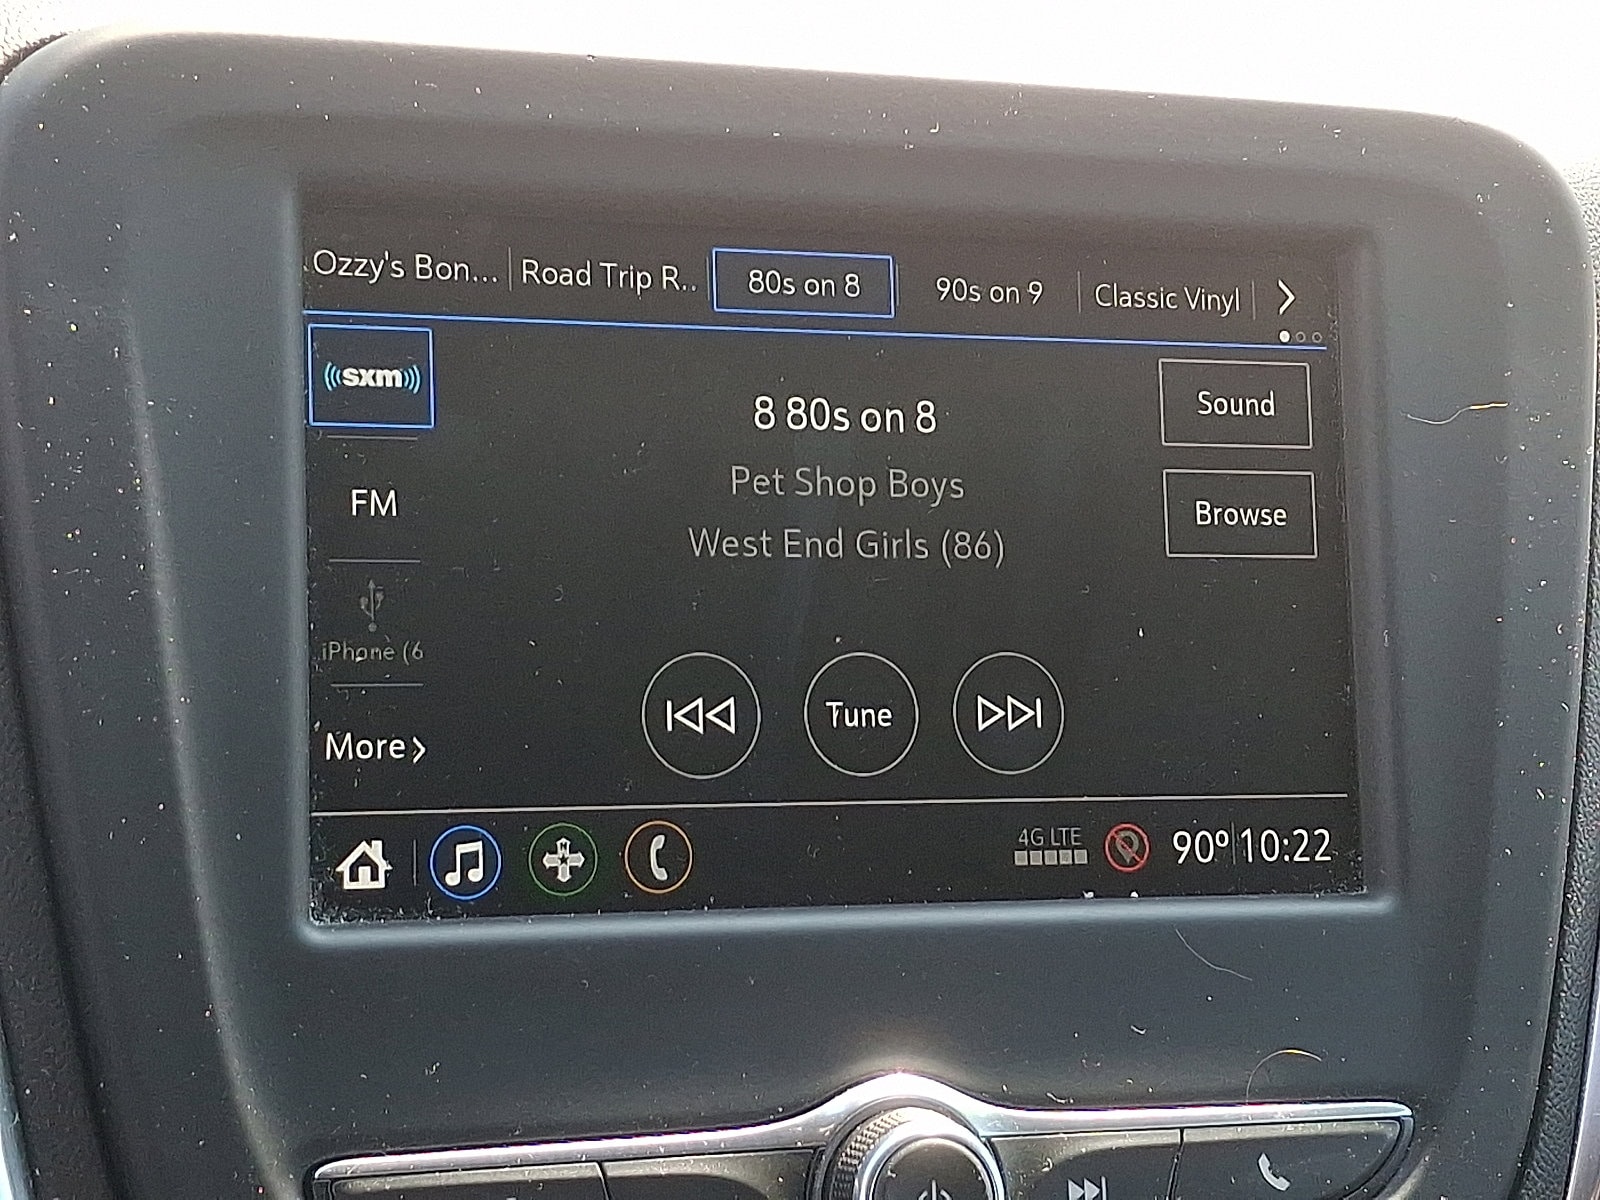 Ozzy's Bon... Road Trip R.. 80s on 8 90s on 9 Classic Vinyl
sxm
8 80s on 8
Sound
Pet Shop Boys
FM
Browse
West End Girls (86)
iPhone (6
Tune
More
4G LTE
90° 10:22